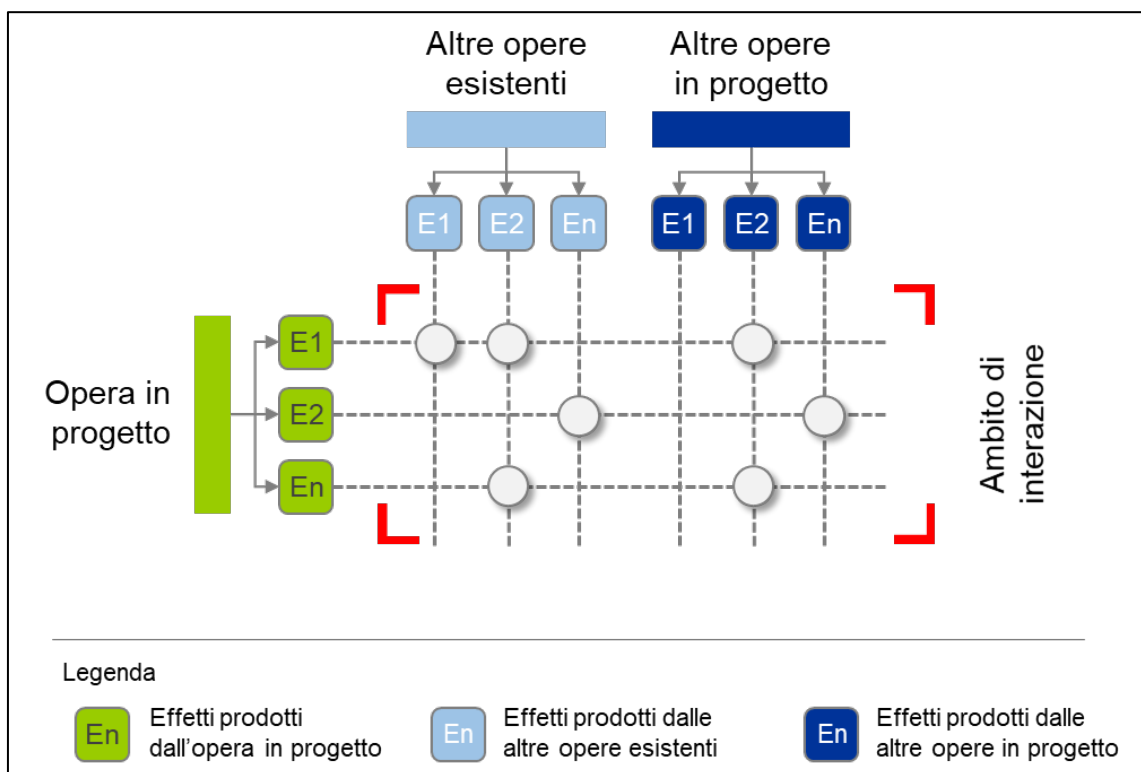 Altre opere
esistenti
Altre opere
in progetto
E1
E2
En
E1
E2
En
Opera in
progetto
E1
E2
En
Ambito di
interazione
Legenda
En
Effetti prodotti
dall'opera in progetto
En
Effetti prodotti dalle
altre opere esistenti
En
Effetti prodotti dalle
altre opere in progetto